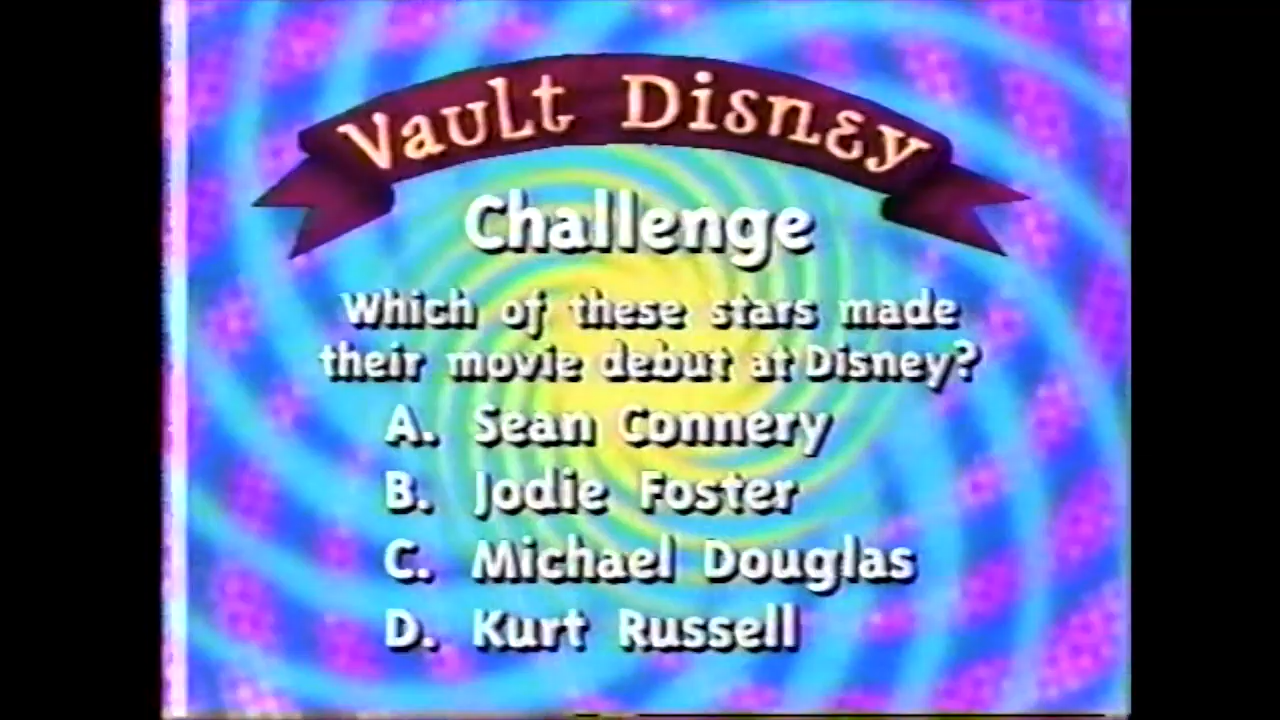 Vault Disney
Challenge
Which of these stars made
their movie debut at Disney?
A. Sean Connery
B. Jodie Foster
C. Michael Douglas
D. Kurt Russell